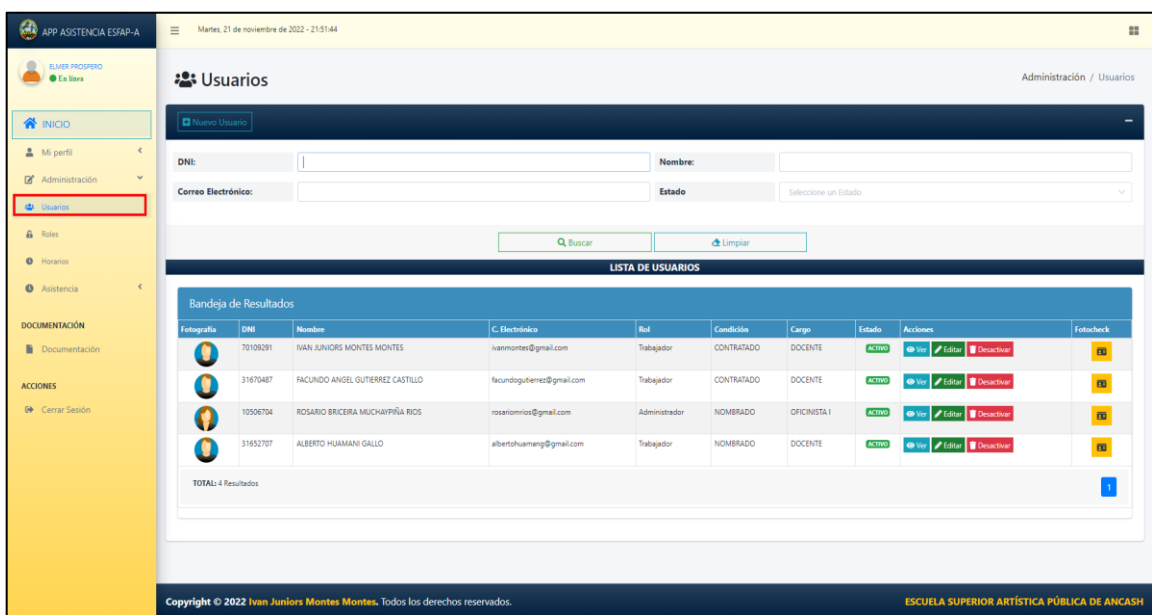 APP ASISTENCIA ESFAP-A
Martes, 21 de noviembre de 2022 - 21:51:44
ELMER PROSPERO
En línea
Usuarios
Administración / Usuarios
INICIO
Mi perfil
Administración
Usuarios
Roles
Horarios
Asistencia
DOCUMENTACIÓN
Documentación
ACCIONES
Cerrar Sesión
Nuevo Usuario
DNI:
Nombre:
Correo Electrónico:
Estado
Seleccione un Estado
Buscar
Limpiar
LISTA DE USUARIOS
Bandeja de Resultados
Fotografía DNI Nombre C. Electrónico Rol Condición Cargo Estado Acciones Fotocheck
70109291 IVAN JUNIORS MONTES MONTES ivanmontes@gmail.com Trabajador CONTRATADO DOCENTE ACTIVO Ver Editar Desactivar
31670487 FACUNDO ANGEL GUTIERREZ CASTILLO facundogutierrez@gmail.com Trabajador CONTRATADO DOCENTE ACTIVO Ver Editar Desactivar
10506704 ROSARIO BRICEIRA MUCHAYPIÑA RIOS rosariomrios@gmail.com Administrador NOMBRADO OFICINISTA I ACTIVO Ver Editar Desactivar
31652707 ALBERTO HUAMANI GALLO albertohuamang@gmail.com Trabajador NOMBRADO DOCENTE ACTIVO Ver Editar Desactivar
TOTAL: 4 Resultados
1
Copyright © 2022 Ivan Juniors Montes Montes. Todos los derechos reservados.
ESCUELA SUPERIOR ARTÍSTICA PÚBLICA DE ANCASH